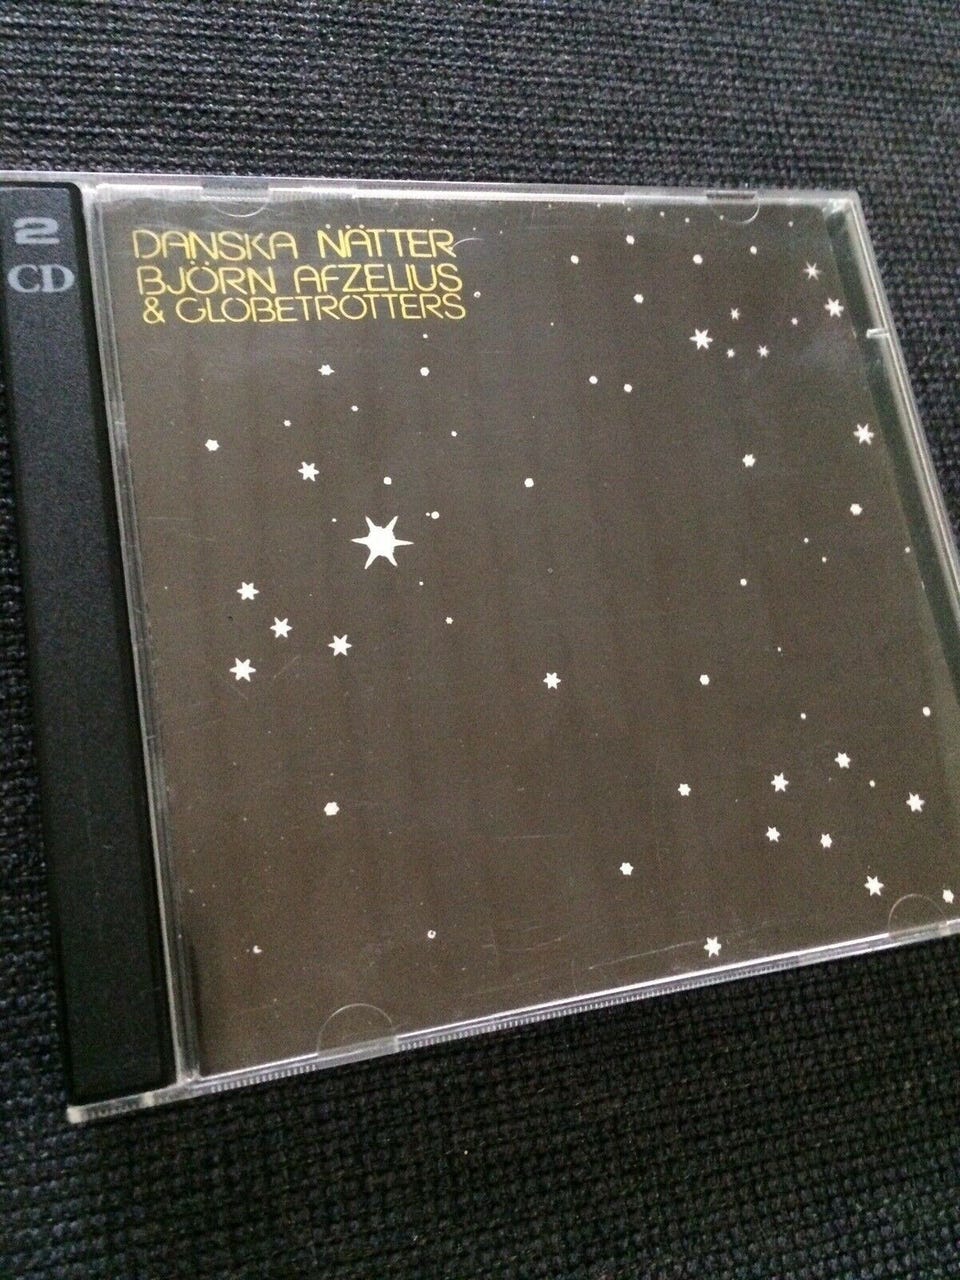 2
CD
DANSKA NÄTTER
BJÖRN AFZELIUS
& GLOBETROTTERS